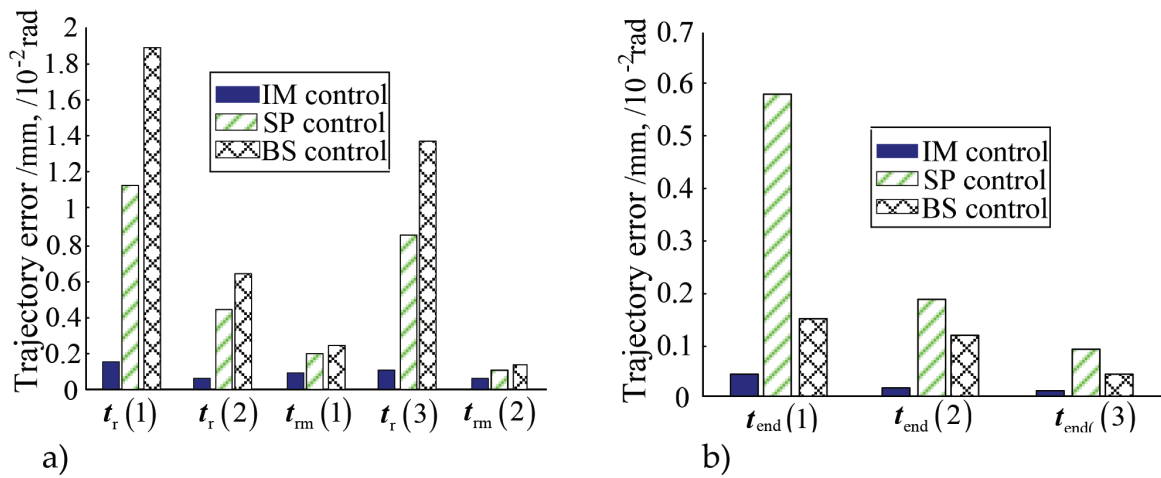 Trajectory error /mm, /10⁻²rad
2
1.8
1.6
1.4
1.2
1
0.8
0.6
0.4
0.2
0
IM control
SP control
BS control
t_r (1)
t_r (2)
t_rm (1)
t_r (3)
t_rm (2)
a)
Trajectory error /mm, /10⁻²rad
0.7
0.6
0.5
0.4
0.3
0.2
0.1
0
IM control
SP control
BS control
t_end (1)
t_end (2)
t_end( (3)
b)